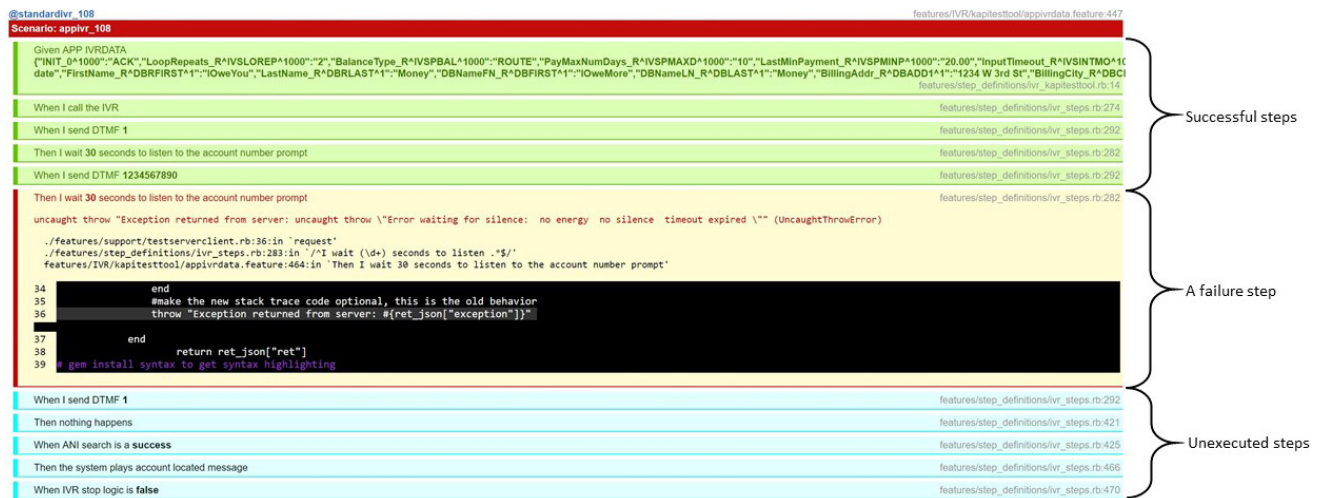 @standardivr_108 features/IVR/kapitesttool/appivrdata.feature:447
Scenario: appivr_108
Given APP IVRDATA
{"INIT_0^1000":"ACK","LoopRepeats_R^IVSLOREP^1000":"2","BalanceType_R^IVSPBAL^1000":"ROUTE","PayMaxNumDays_R^IVSPMAXD^1000":"10","LastMinPayment_R^IVSPMINP^1000":"20.00","InputTimeout_R^IVSINTMO^10
date","FirstName_R^DBRFIRST^1":"IOweYou","LastName_R^DBRLAST^1":"Money","DBNameFN_R^DBFIRST^1":"IOweMore","DBNameLN_R^DBLAST^1":"Money","BillingAddr_R^DBADD1^1":"1234 W 3rd St","BillingCity_R^DBCI
features/step_definitions/ivr_kapitesttool.rb:14
When I call the IVR features/step_definitions/ivr_steps.rb:274
When I send DTMF 1 features/step_definitions/ivr_steps.rb:292
Then I wait 30 seconds to listen to the account number prompt features/step_definitions/ivr_steps.rb:282
When I send DTMF 1234567890 features/step_definitions/ivr_steps.rb:292
Successful steps
Then I wait 30 seconds to listen to the account number prompt features/step_definitions/ivr_steps.rb:282
uncaught throw "Exception returned from server: uncaught throw \"Error waiting for silence: no energy no silence timeout expired \"" (UncaughtThrowError)
./features/support/testserverclient.rb:36:in `request'
./features/step_definitions/ivr_steps.rb:283:in `/^I wait (\d+) seconds to listen .*$/'
features/IVR/kapitesttool/appivrdata.feature:464:in `Then I wait 30 seconds to listen to the account number prompt'
34 end
35 #make the new stack trace code optional, this is the old behavior
36 throw "Exception returned from server: #{ret_json["exception"]}"
37 end
38 return ret_json["ret"]
39 # gem install syntax to get syntax highlighting
A failure step
When I send DTMF 1 features/step_definitions/ivr_steps.rb:292
Then nothing happens features/step_definitions/ivr_steps.rb:421
When ANI search is a success features/step_definitions/ivr_steps.rb:425
Then the system plays account located message features/step_definitions/ivr_steps.rb:466
When IVR stop logic is false features/step_definitions/ivr_steps.rb:470
Unexecuted steps